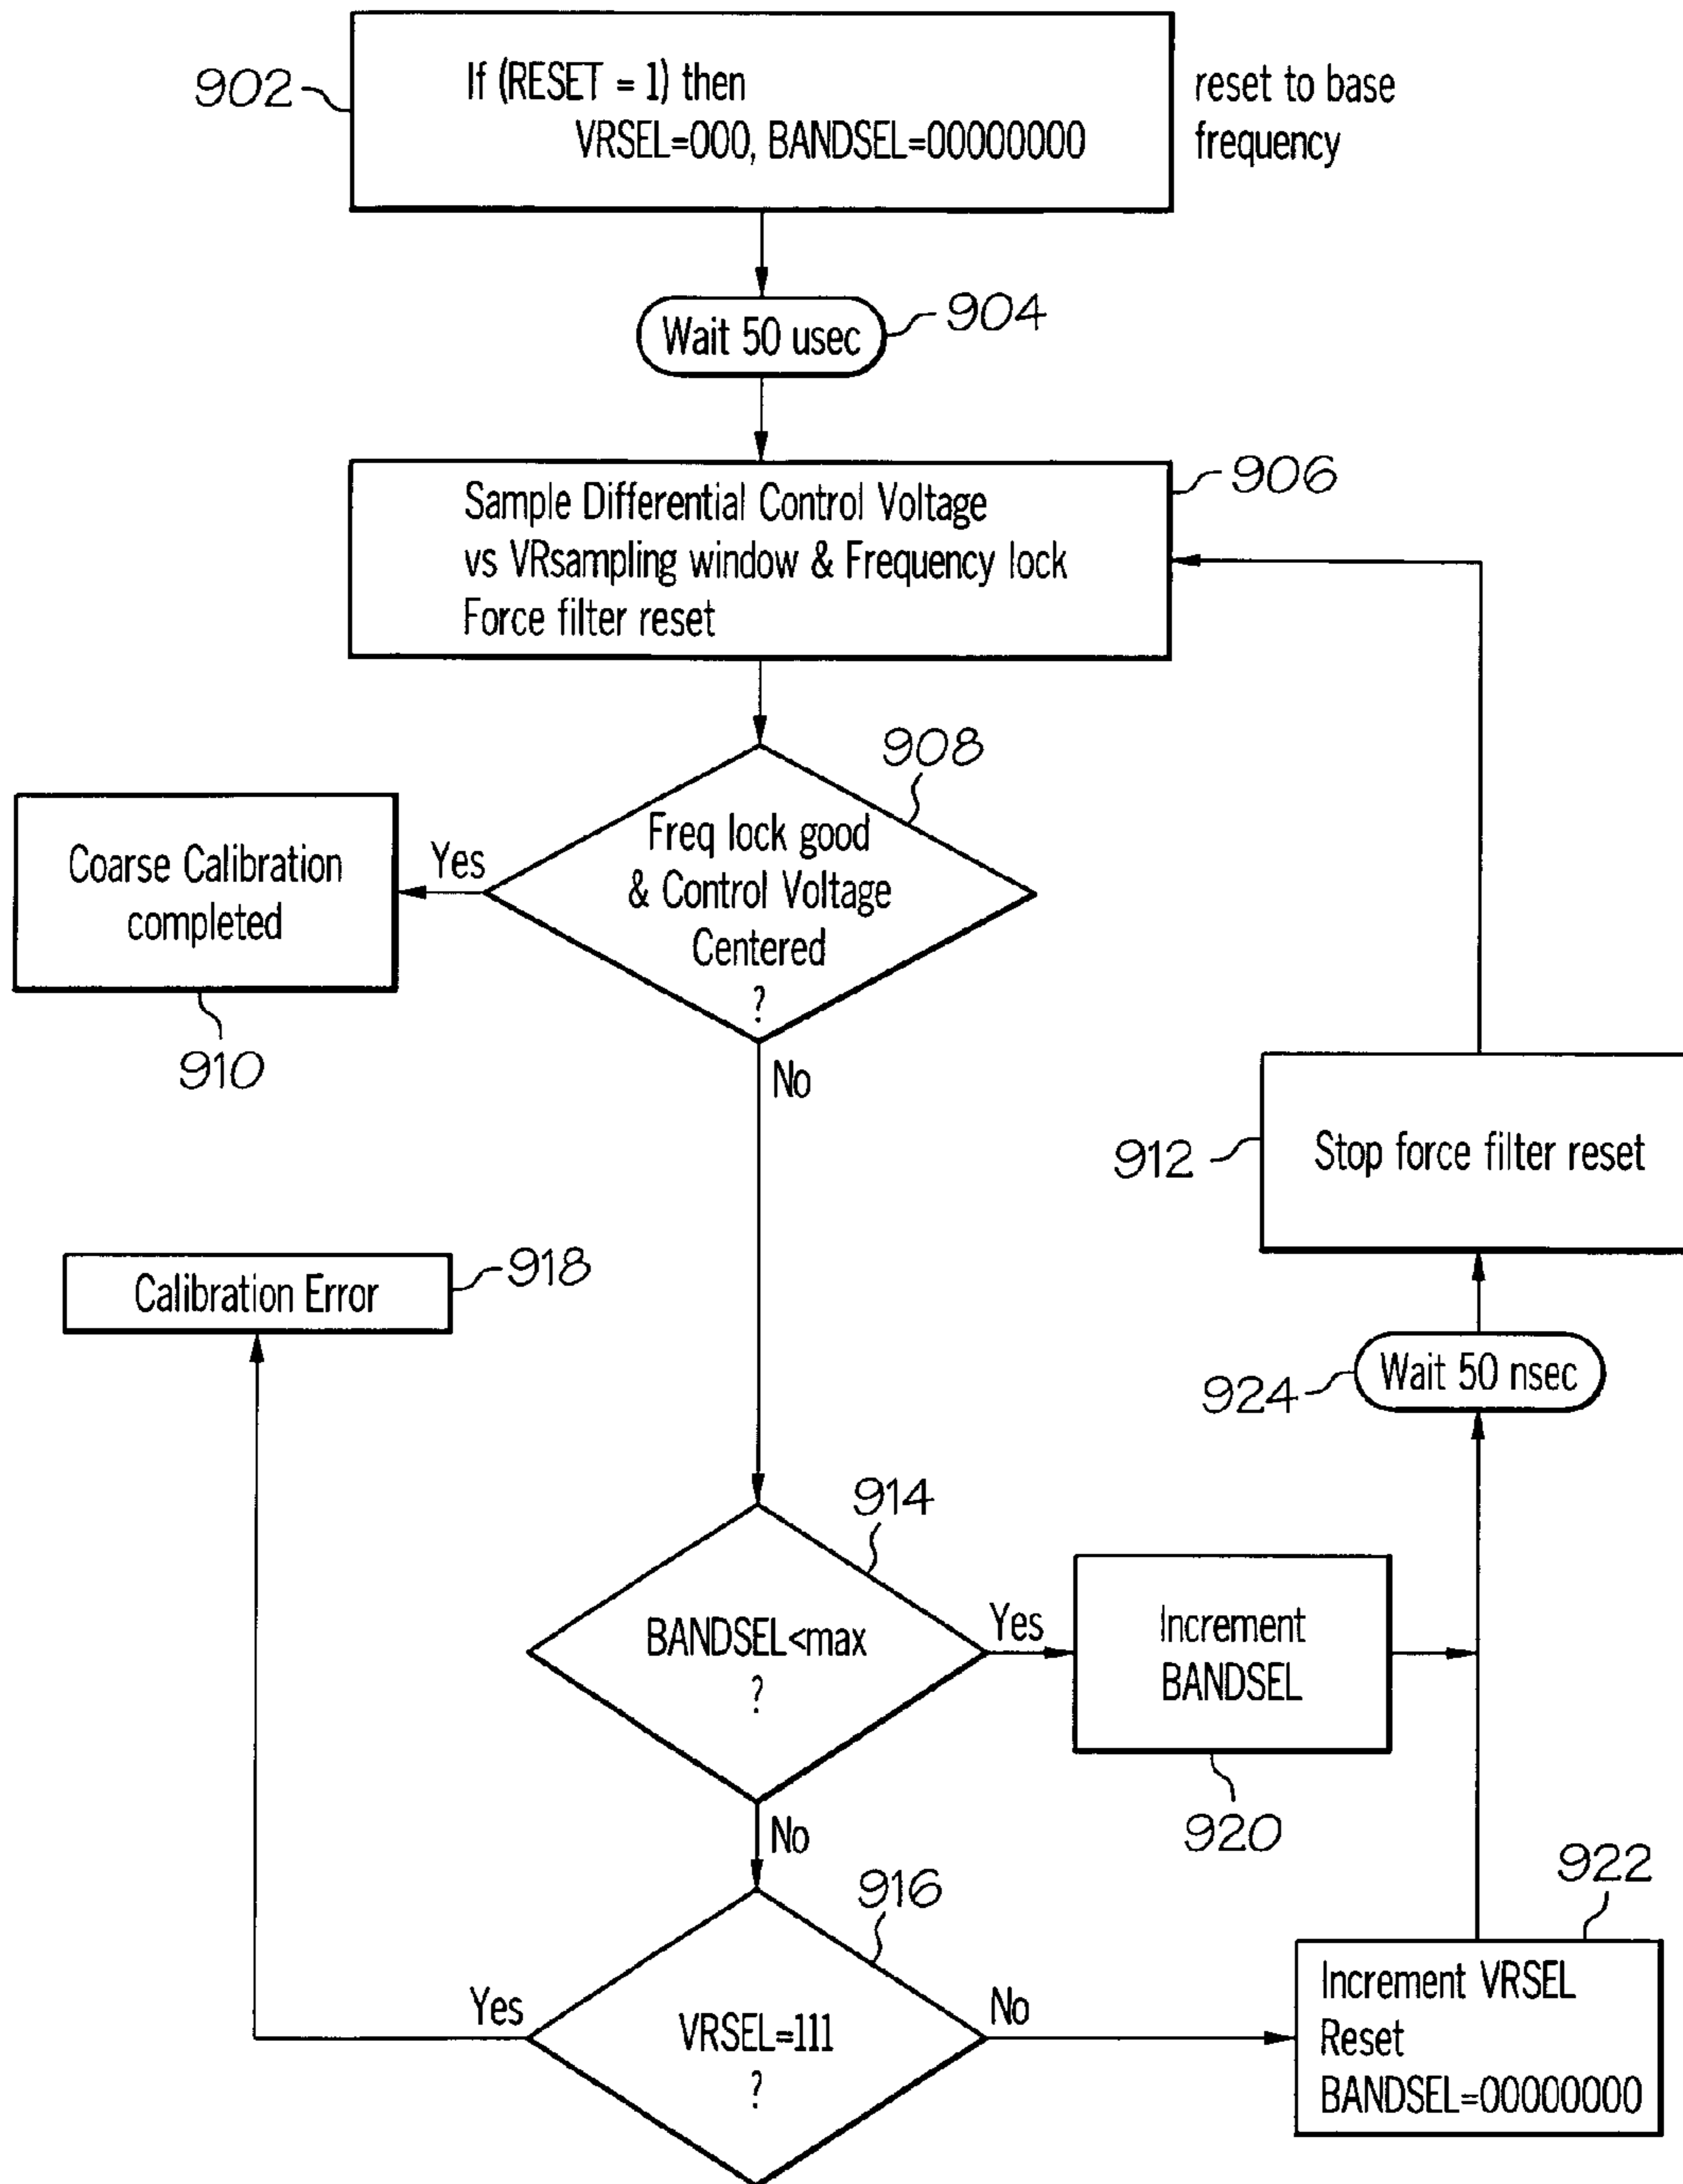 902
If (RESET = 1) then
VRSEL=000, BANDSEL=00000000
reset to base
frequency
Wait 50 usec
904
906
Sample Differential Control Voltage
vs VRsampling window & Frequency lock
Force filter reset
908
Freq lock good
& Control Voltage
Centered
?
Yes
Coarse Calibration
completed
910
No
912
Stop force filter reset
918
Calibration Error
924
Wait 50 nsec
914
BANDSEL<max
?
Yes
Increment
BANDSEL
920
No
916
VRSEL=111
?
Yes
No
922
Increment VRSEL
Reset
BANDSEL=00000000